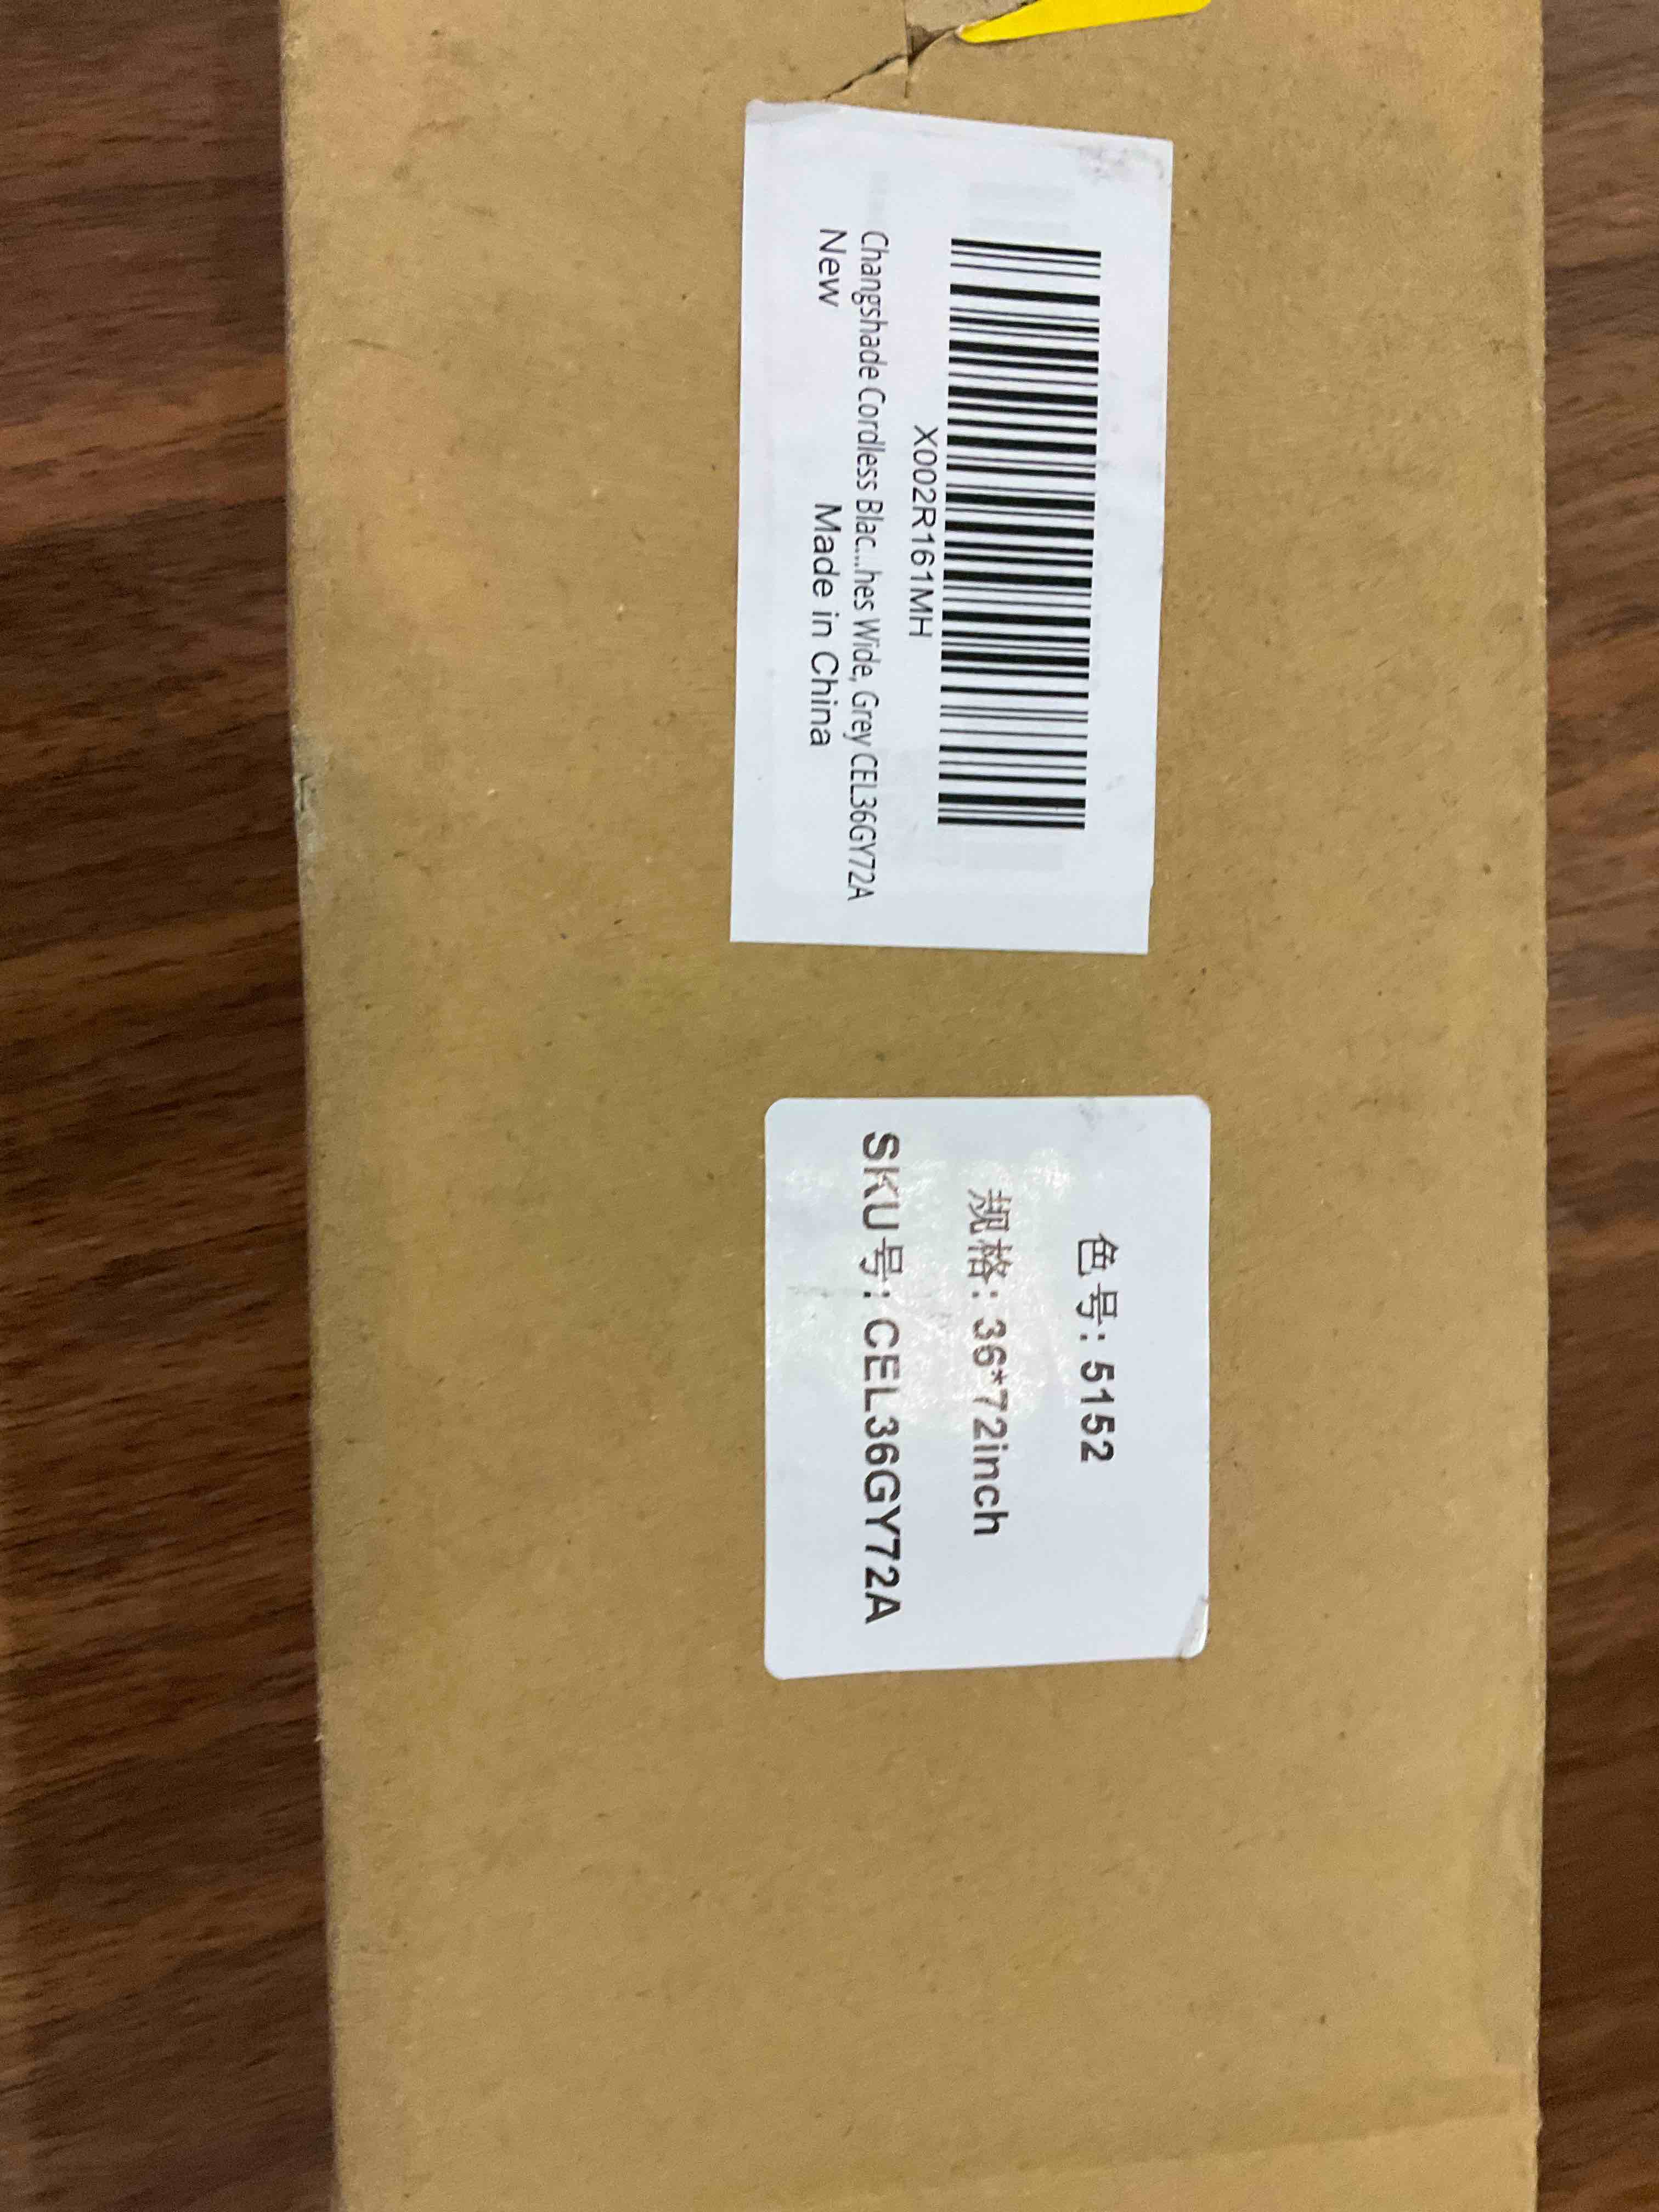 X002R161MH
Changshade Cordless Blac...hes Wide, Grey CEL36GY72A
New
Made in China
色号: 5152
规格: 36*72inch
SKU号: CEL36GY72A